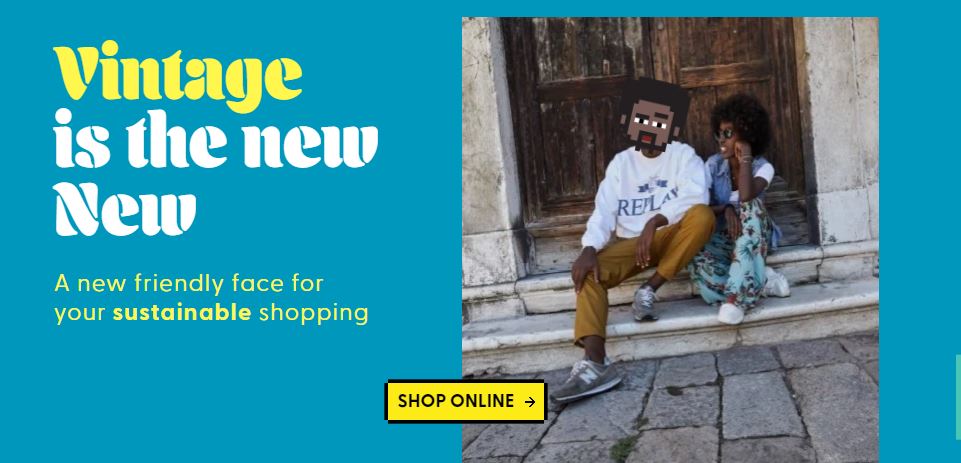 Vintage
is the new
New
A new friendly face for
your sustainable shopping
SHOP ONLINE →
REPLAY